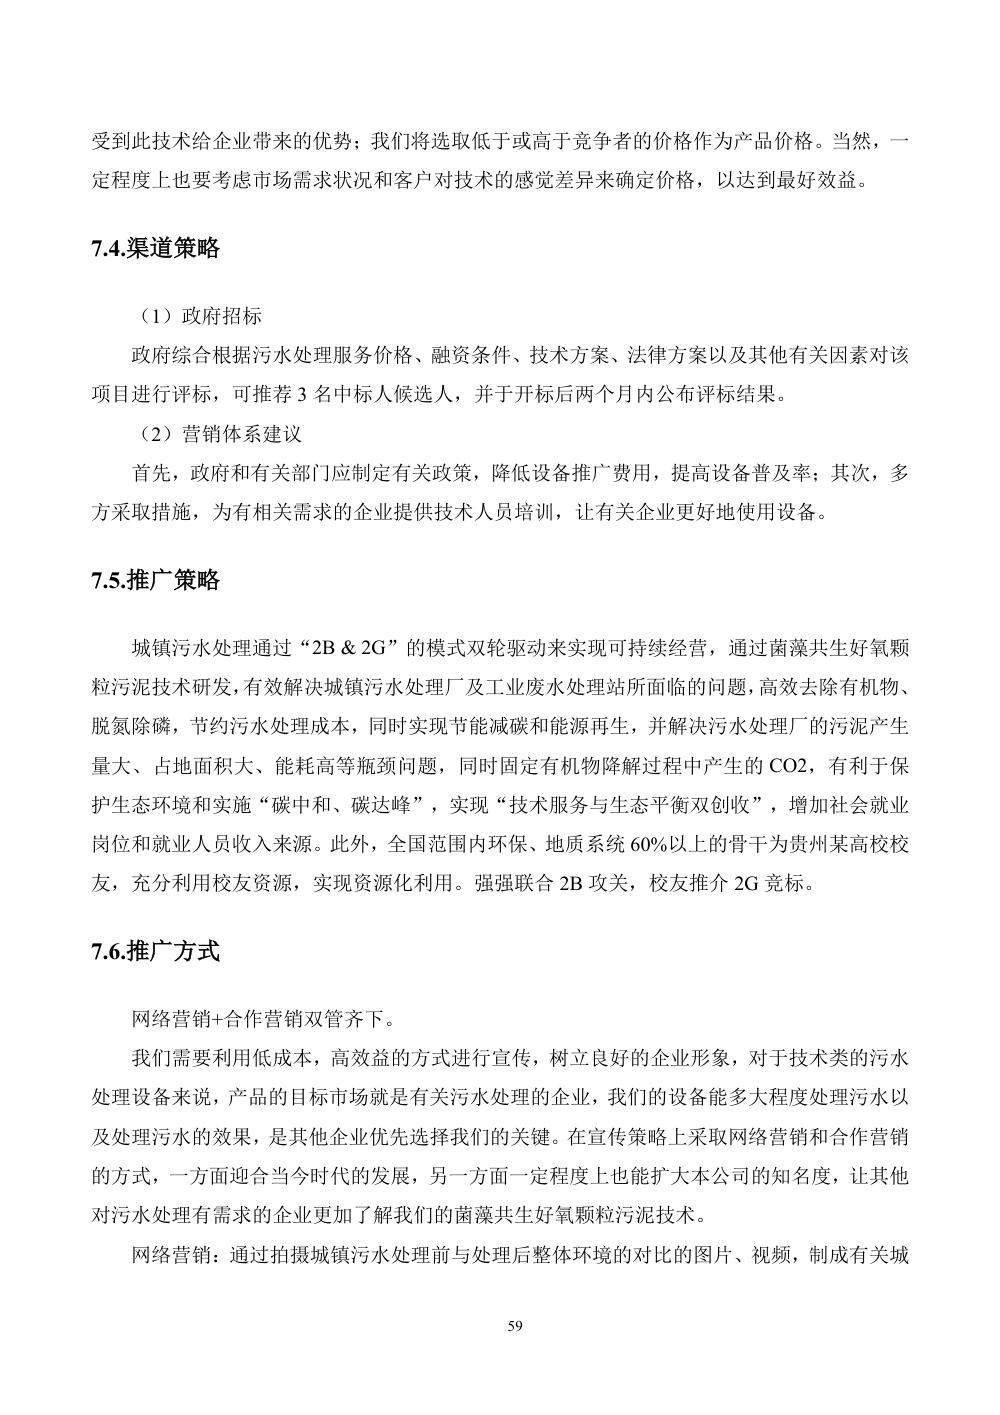 受到此技术给企业带来的优势；我们将选取低于或高于竞争者的价格作为产品价格。当然，一
定程度上也要考虑市场需求状况和客户对技术的感觉差异来确定价格，以达到最好效益。
7.4.渠道策略
（1）政府招标
政府综合根据污水处理服务价格、融资条件、技术方案、法律方案以及其他有关因素对该
项目进行评标，可推荐 3 名中标人候选人，并于开标后两个月内公布评标结果。
（2）营销体系建议
首先，政府和有关部门应制定有关政策，降低设备推广费用，提高设备普及率；其次，多
方采取措施，为有相关需求的企业提供技术人员培训，让有关企业更好地使用设备。
7.5.推广策略
城镇污水处理通过“2B & 2G”的模式双轮驱动来实现可持续经营，通过菌藻共生好氧颗
粒污泥技术研发，有效解决城镇污水处理厂及工业废水处理站所面临的问题，高效去除有机物、
脱氮除磷，节约污水处理成本，同时实现节能减碳和能源再生，并解决污水处理厂的污泥产生
量大、占地面积大、能耗高等瓶颈问题，同时固定有机物降解过程中产生的 CO2，有利于保
护生态环境和实施“碳中和、碳达峰”，实现“技术服务与生态平衡双创收”，增加社会就业
岗位和就业人员收入来源。此外，全国范围内环保、地质系统 60%以上的骨干为贵州某高校校
友，充分利用校友资源，实现资源化利用。强强联合 2B 攻关，校友推介 2G 竞标。
7.6.推广方式
网络营销+合作营销双管齐下。
我们需要利用低成本，高效益的方式进行宣传，树立良好的企业形象，对于技术类的污水
处理设备来说，产品的目标市场就是有关污水处理的企业，我们的设备能多大程度处理污水以
及处理污水的效果，是其他企业优先选择我们的关键。在宣传策略上采取网络营销和合作营销
的方式，一方面迎合当今时代的发展，另一方面一定程度上也能扩大本公司的知名度，让其他
对污水处理有需求的企业更加了解我们的菌藻共生好氧颗粒污泥技术。
网络营销：通过拍摄城镇污水处理前与处理后整体环境的对比的图片、视频，制成有关城
59